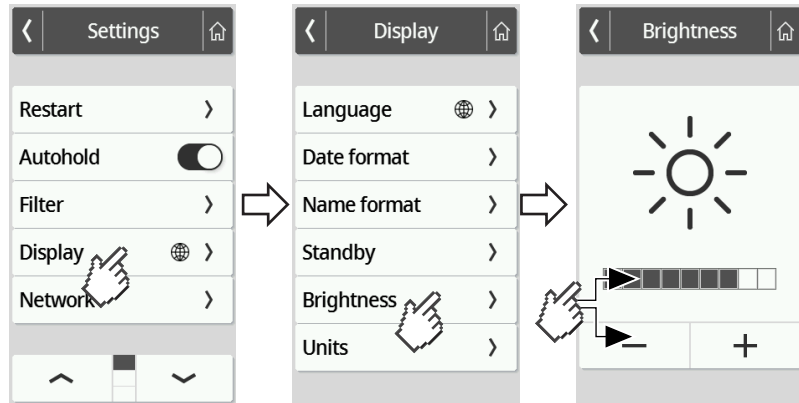 Settings
Restart
Autohold
Filter
Display
Network
Display
Language
Date format
Name format
Standby
Brightness
Units
Brightness